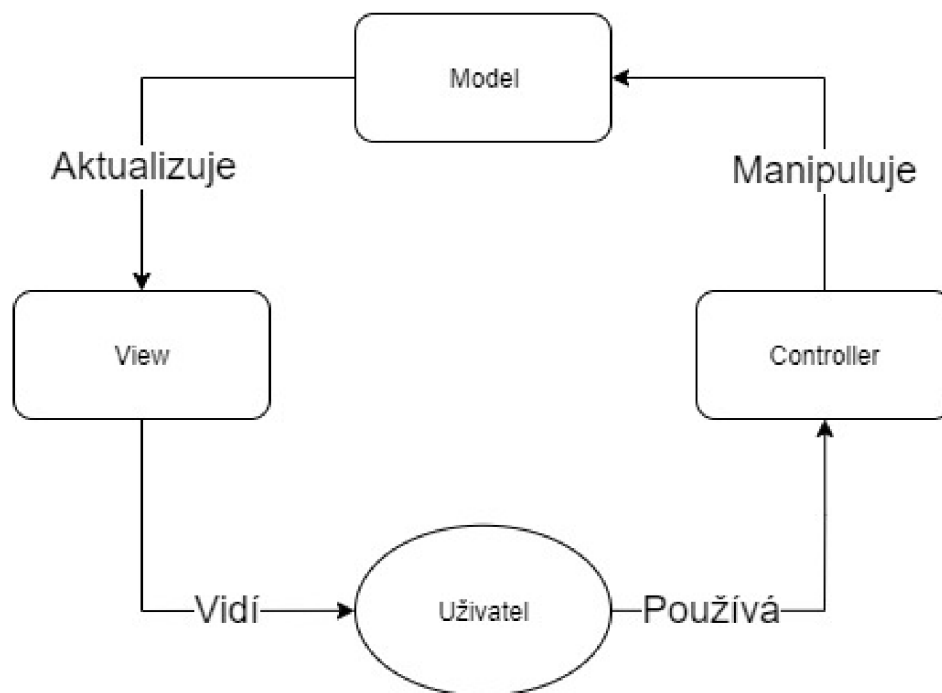 Model
Aktualizuje
Manipuluje
View
Controller
Vidí
Uživatel
Používá